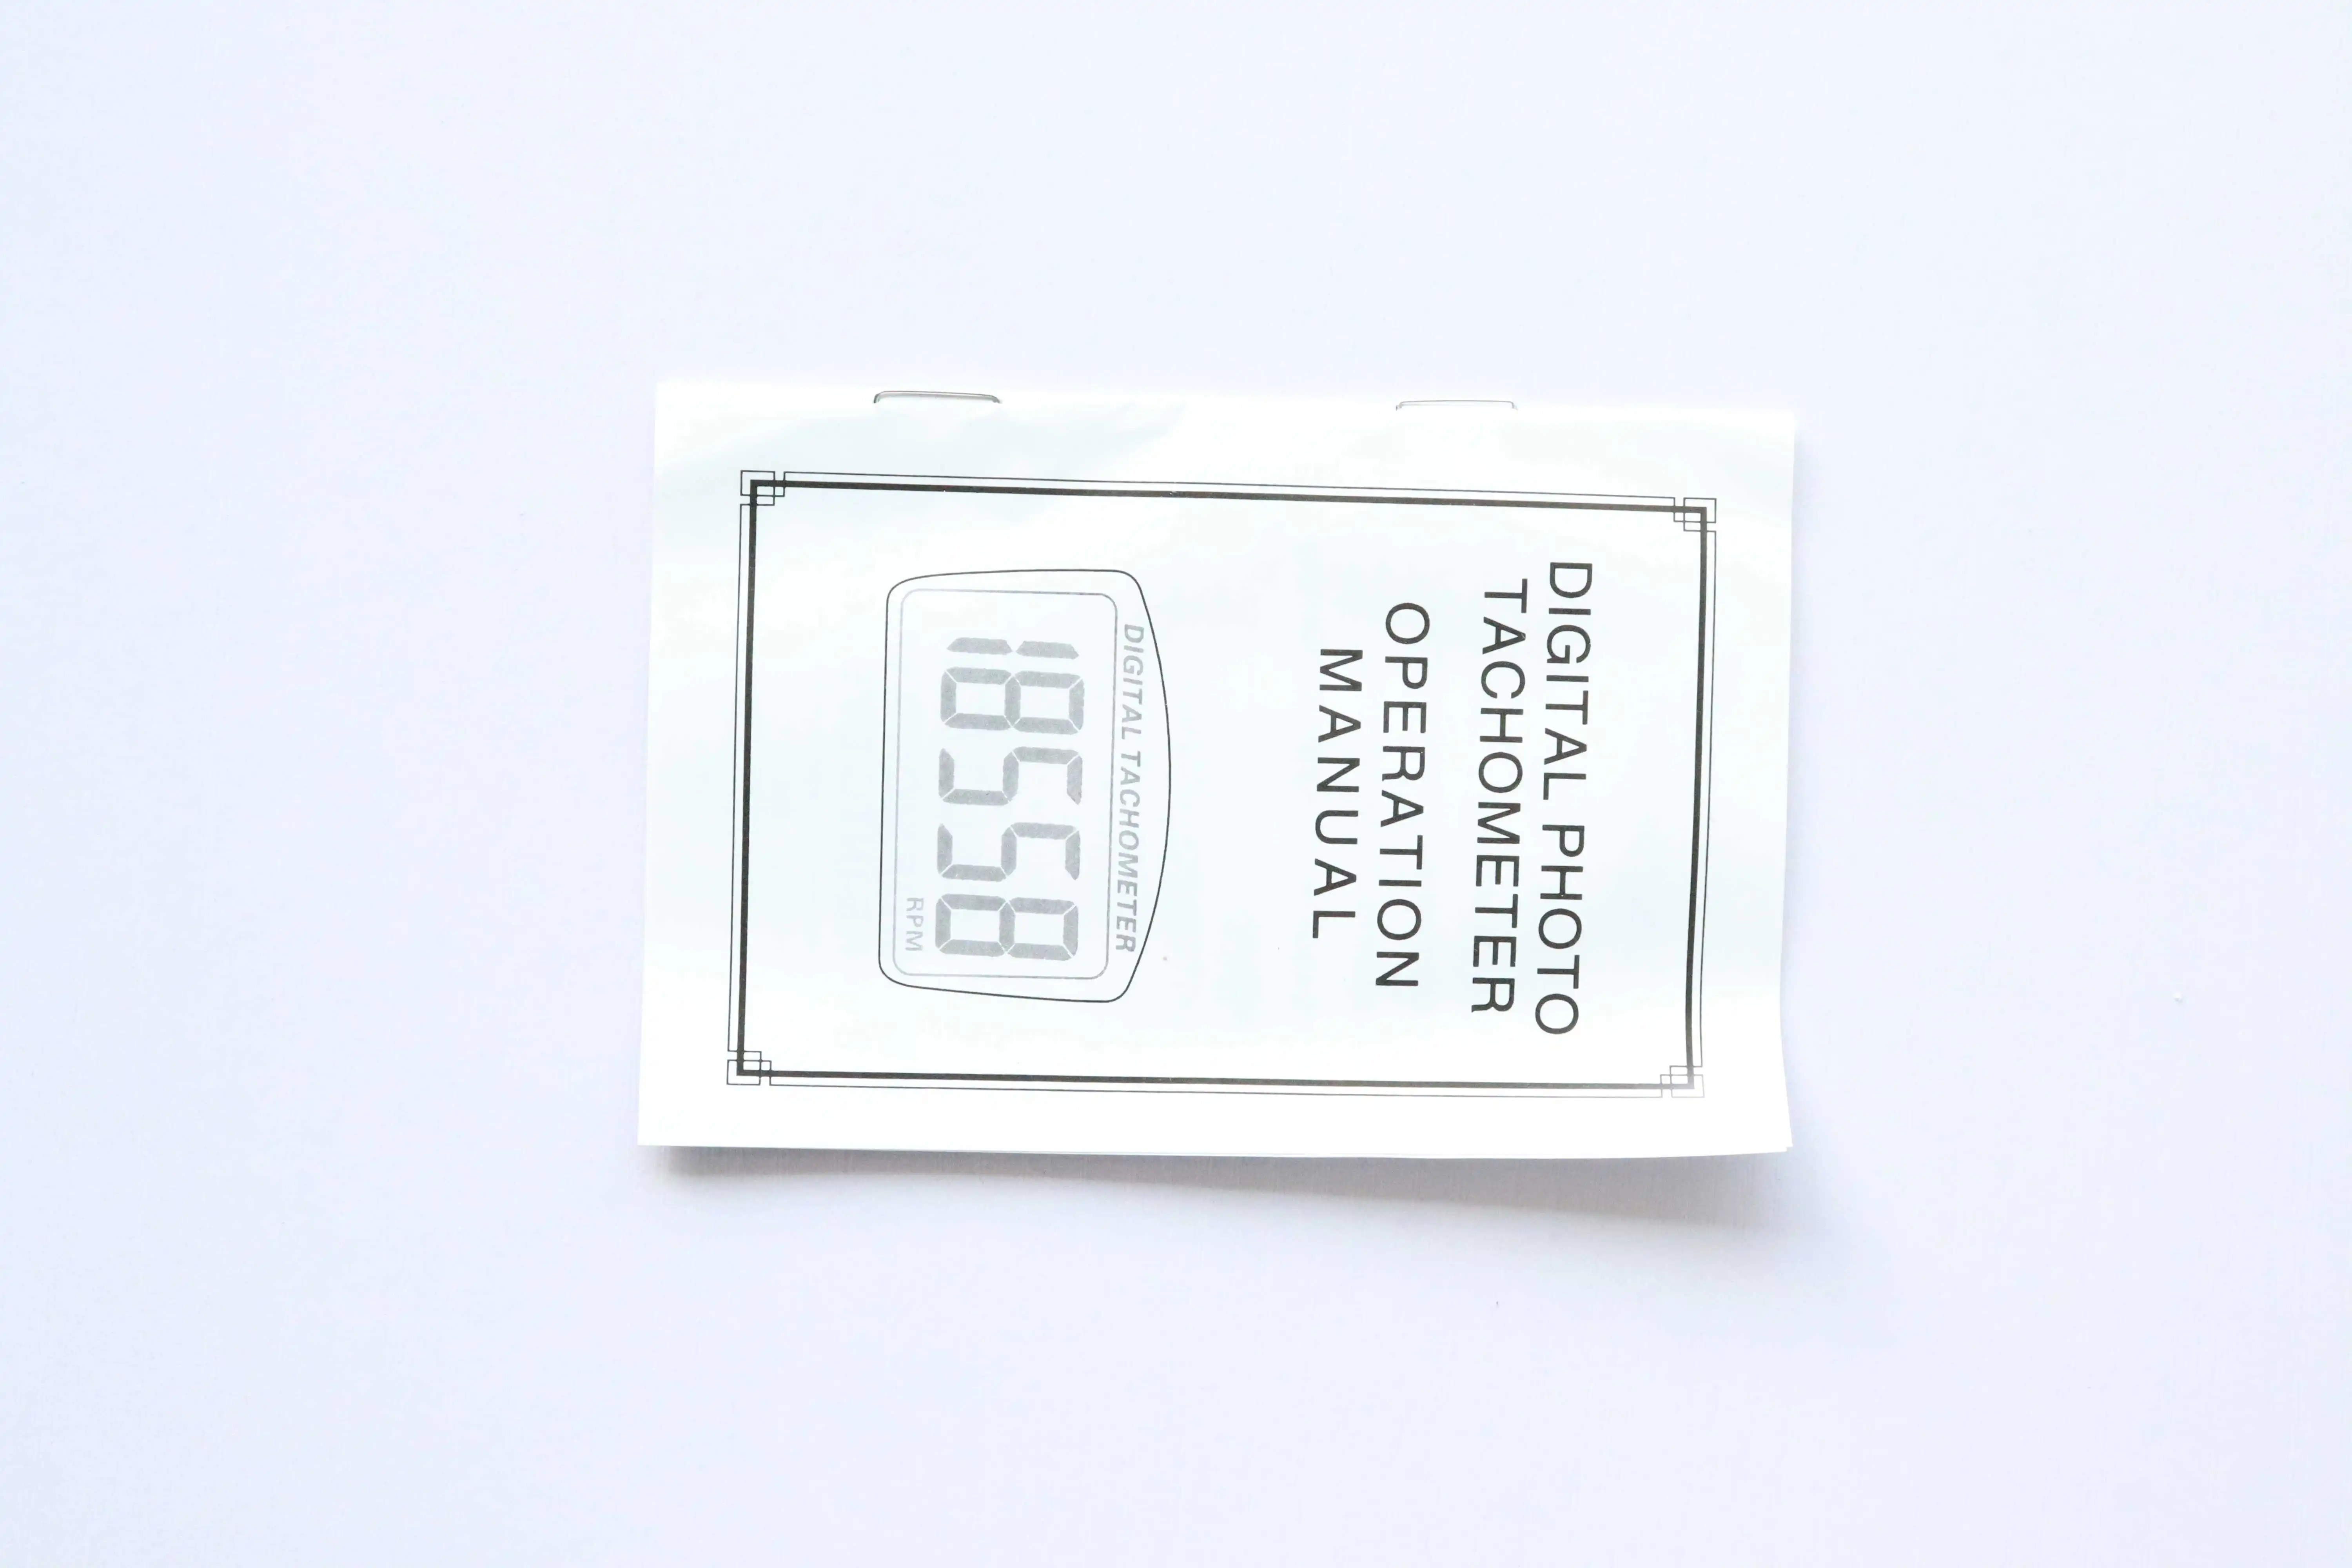 DIGITAL PHOTO
TACHOMETER
OPERATION
MANUAL
DIGITAL TACHOMETER
18558
RPM